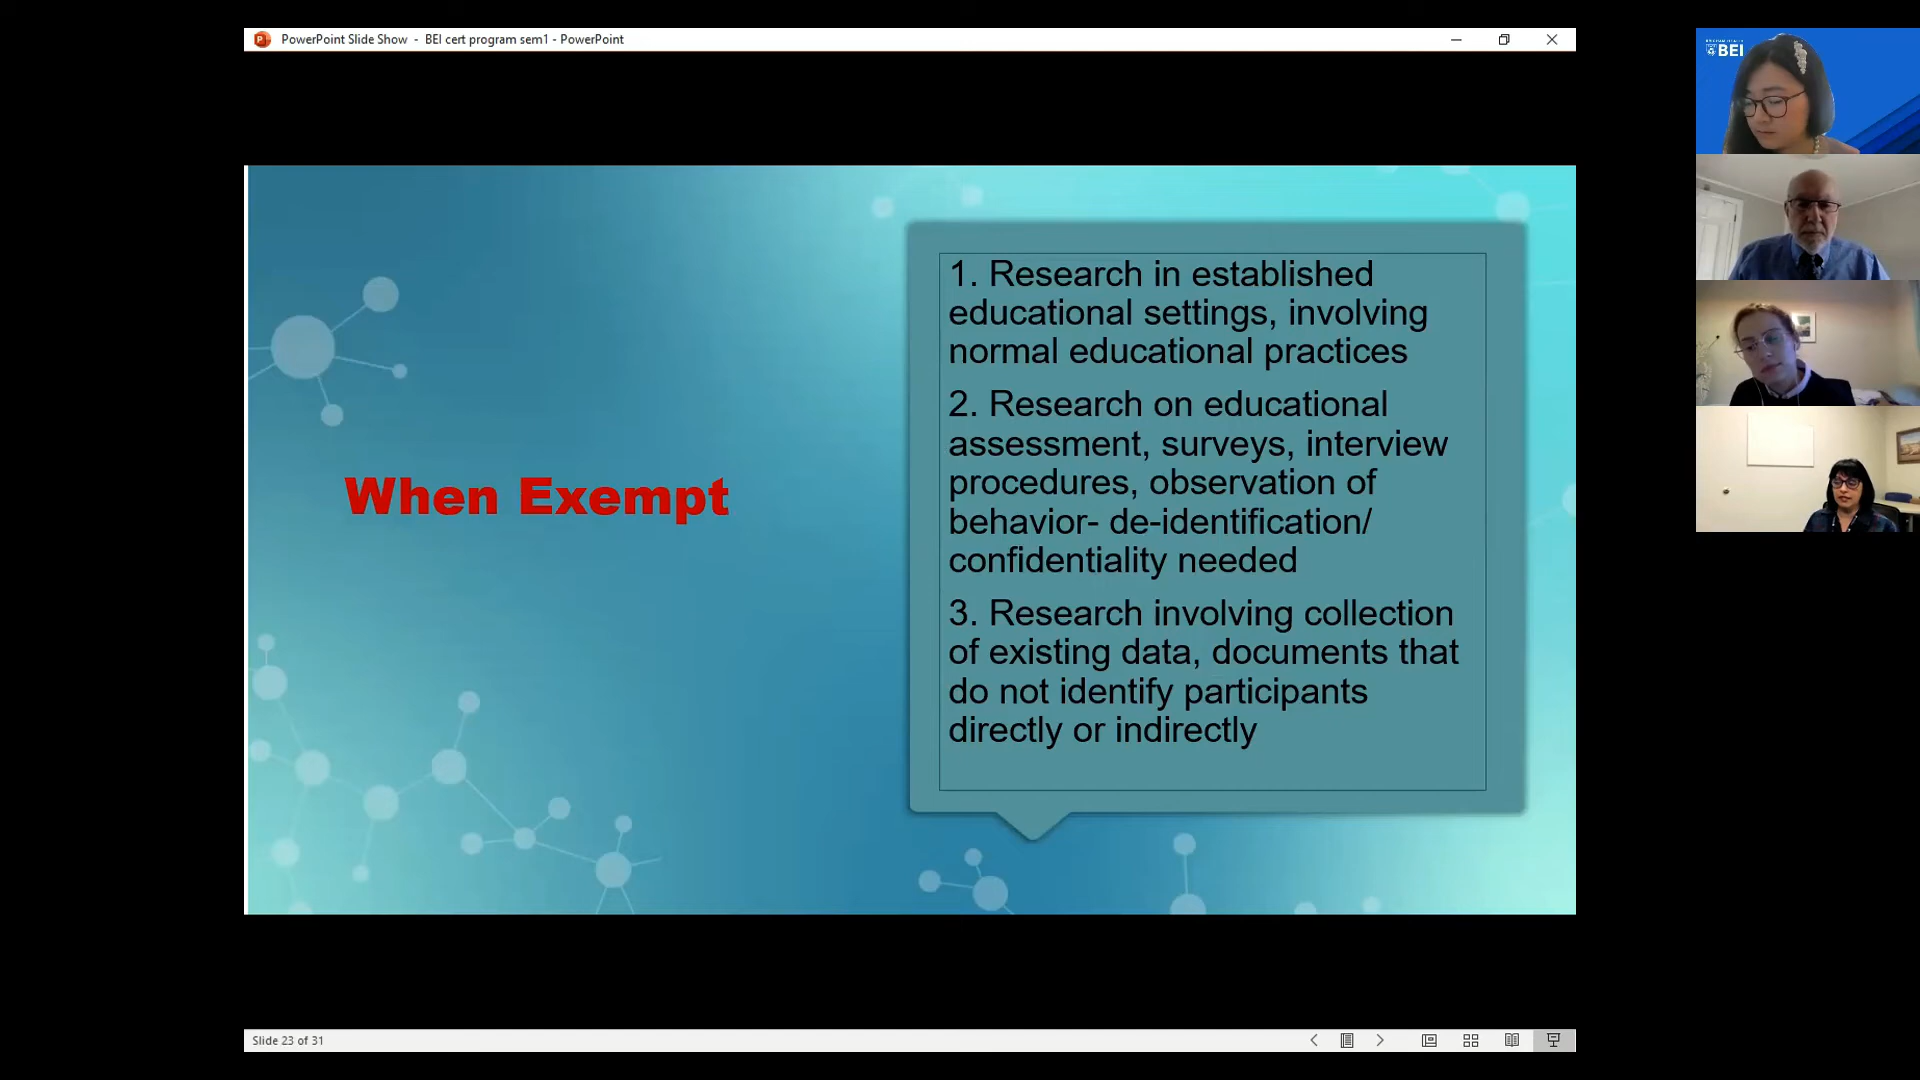 PowerPoint Slide Show - BEI cert program sem1 - PowerPoint
BEI
When Exempt
1. Research in established
educational settings, involving
normal educational practices
2. Research on educational
assessment, surveys, interview
procedures, observation of
behavior- de-identification/
confidentiality needed
3. Research involving collection
of existing data, documents that
do not identify participants
directly or indirectly
Slide 23 of 31